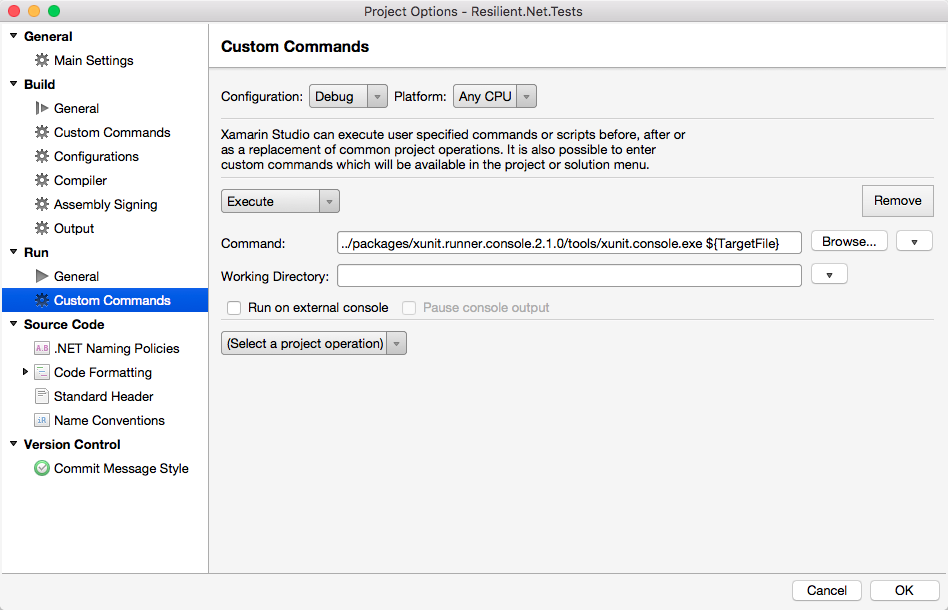 Project Options - Resilient.Net.Tests
General
Main Settings
Build
General
Custom Commands
Configurations
Compiler
Assembly Signing
Output
Run
General
Custom Commands
Source Code
A.B .NET Naming Policies
Code Formatting
Standard Header
iR Name Conventions
Version Control
Commit Message Style
Custom Commands
Configuration: Debug Platform: Any CPU
Xamarin Studio can execute user specified commands or scripts before, after or
as a replacement of common project operations. It is also possible to enter
custom commands which will be available in the project or solution menu.
Execute Remove
Command: ../packages/xunit.runner.console.2.1.0/tools/xunit.console.exe ${TargetFile} Browse...
Working Directory:
Run on external console Pause console output
(Select a project operation)
Cancel OK